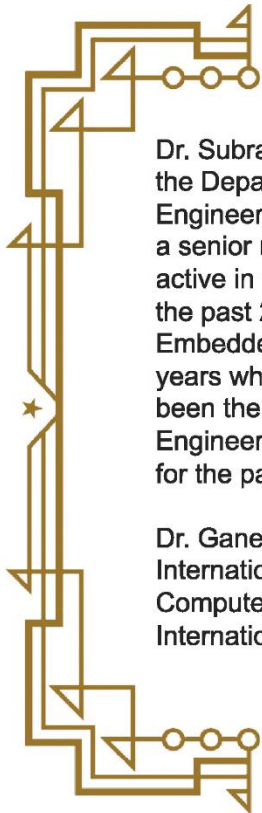 Dr. Subra
the Depa
Engineer
a senior
active in
the past
Embedde
years wh
been the
Engineer
for the pa
Dr. Gane
Internatio
Compute
Internatio